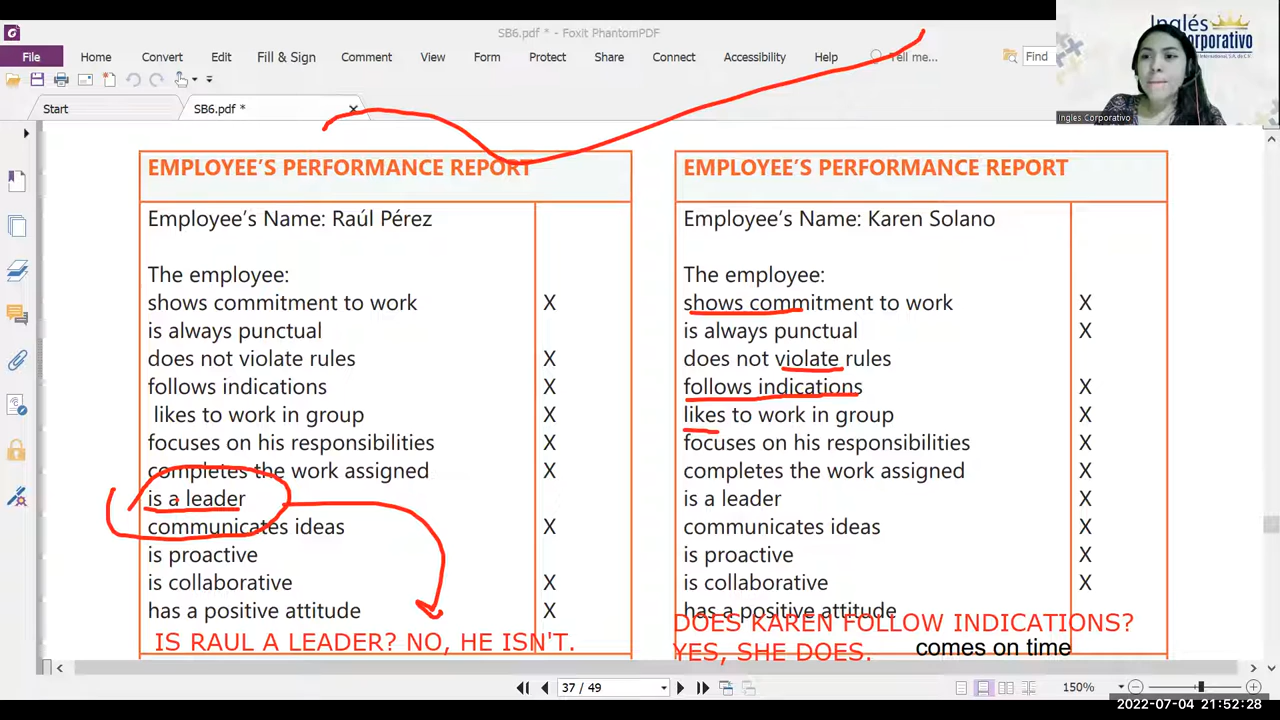 SB6.pdf * - Foxit PhantomPDF
File Home Convert Edit Fill & Sign Comment View Form Protect Share Connect Accessibility Help Tell me... Find
Start SB6.pdf *
Inglés
Corporativo
Ingles Corporativo
EMPLOYEE'S PERFORMANCE REPORT
Employee's Name: Raúl Pérez
The employee:
shows commitment to work X
is always punctual
does not violate rules X
follows indications X
likes to work in group X
focuses on his responsibilities X
completes the work assigned X
is a leader
communicates ideas X
is proactive
is collaborative X
has a positive attitude X
IS RAUL A LEADER? NO, HE ISN'T.
EMPLOYEE'S PERFORMANCE REPORT
Employee's Name: Karen Solano
The employee:
shows commitment to work X
is always punctual X
does not violate rules
follows indications X
likes to work in group X
focuses on his responsibilities X
completes the work assigned X
is a leader X
communicates ideas X
is proactive X
is collaborative X
has a positive attitude
DOES KAREN FOLLOW INDICATIONS?
YES, SHE DOES.
comes on time
37 / 49
150%
2022-07-04 21:52:28